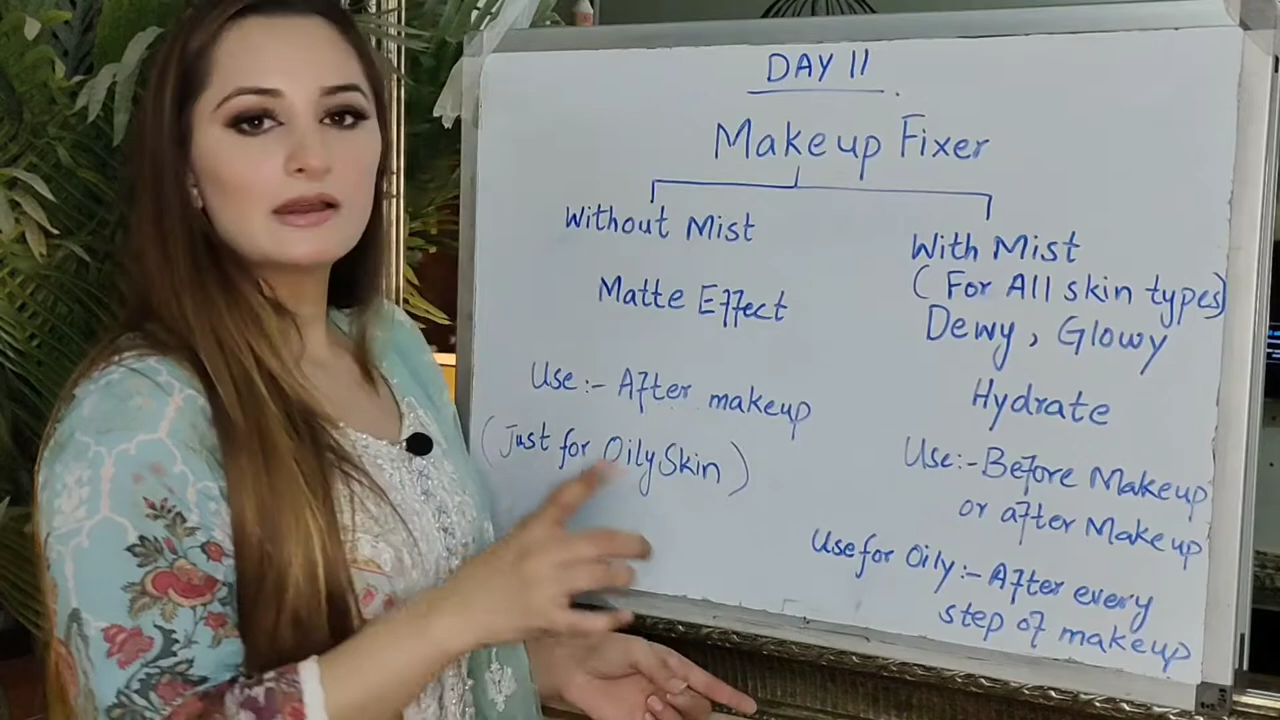 DAY 11
Makeup Fixer
Without Mist
Matte Effect
Use:- After makeup
(Just for Oily Skin)
With Mist
(For All skin types)
Dewy, Glowy
Hydrate
Use:- Before Makeup
or after Makeup
Use for Oily:- After every
step of makeup